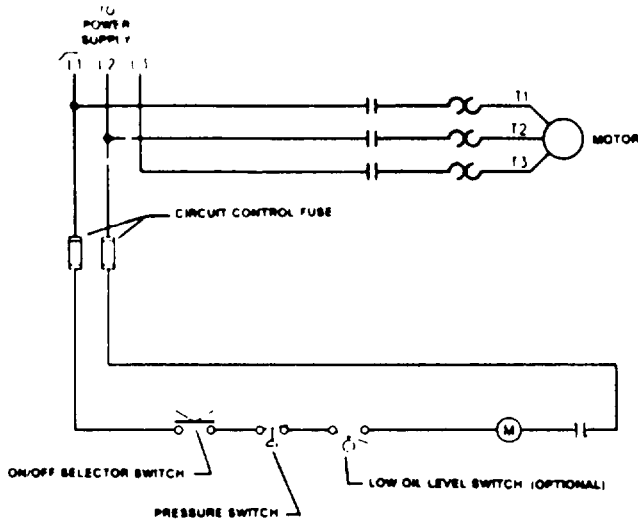 TO
POWER
SUPPLY
L1 L2 L3
T1
T2
MOTOR
T3
CIRCUIT CONTROL FUSE
M
ON/OFF SELECTOR SWITCH
LOW OIL LEVEL SWITCH (OPTIONAL)
PRESSURE SWITCH